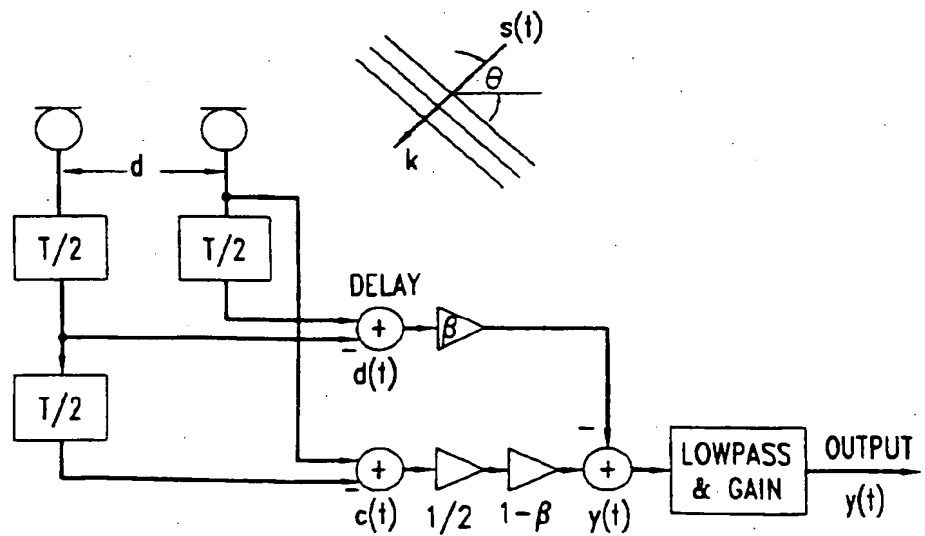 s(t)
θ
k
d
T/2
T/2
DELAY
+
β
- d(t)
T/2
-
LOWPASS
& GAIN
OUTPUT
y(t)
+
+
- c(t)
1/2
1-β
y(t)